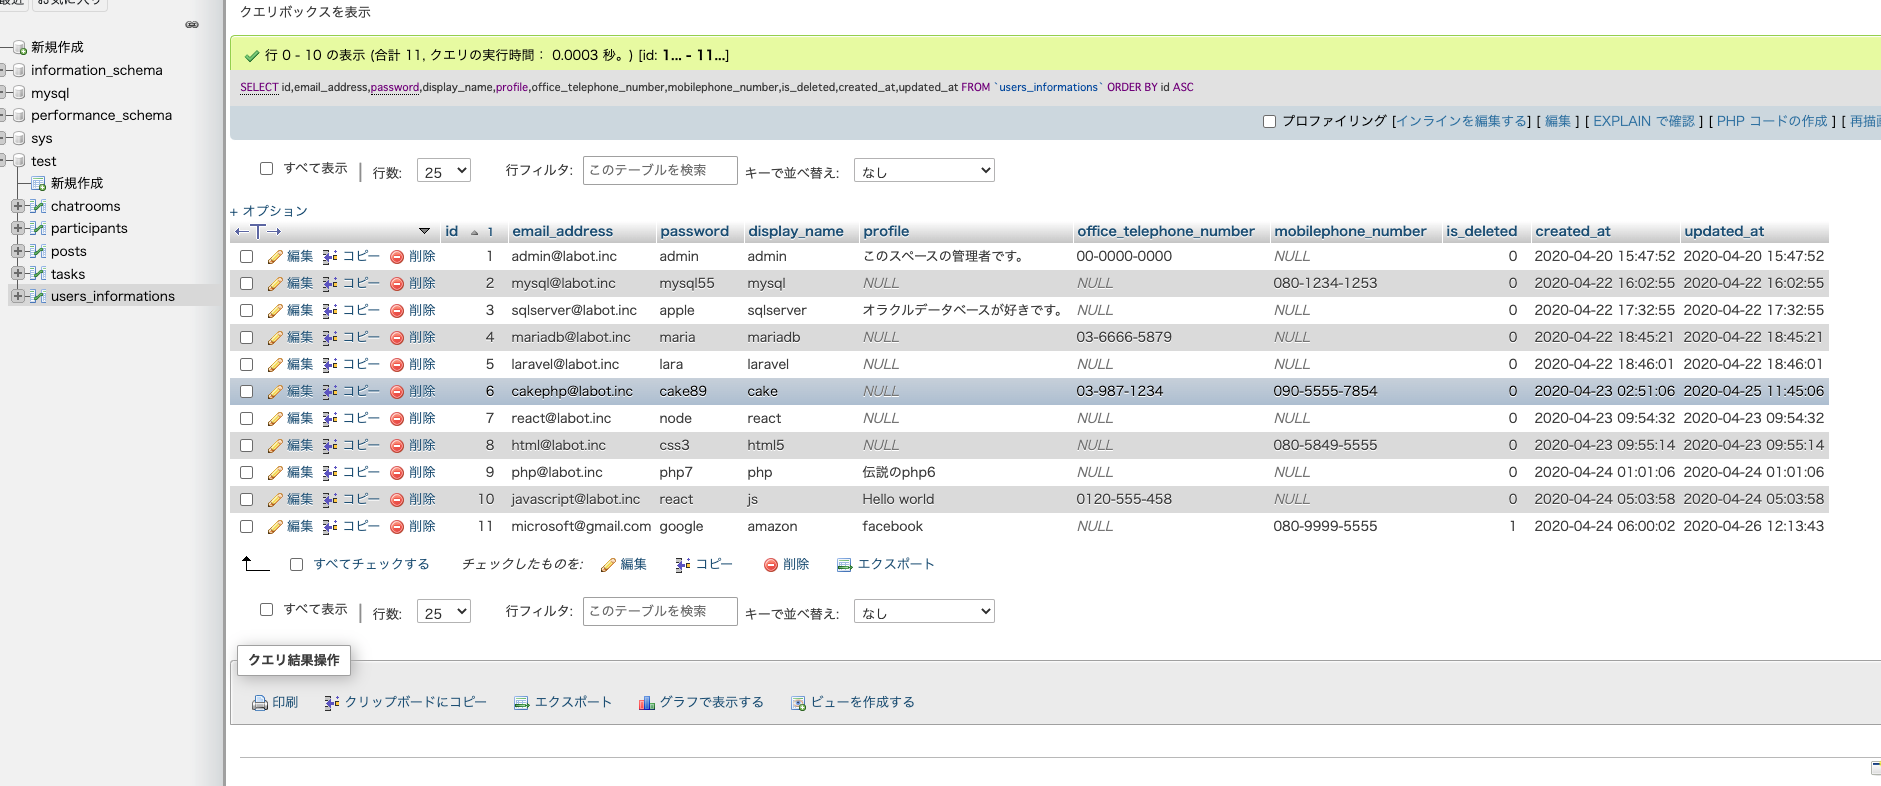 最近 お気に入り
新規作成
information_schema
mysql
performance_schema
sys
test
新規作成
chatrooms
participants
posts
tasks
users_informations
クエリボックスを表示
行 0 - 10 の表示 (合計 11, クエリの実行時間： 0.0003 秒。) [id: 1... - 11...]
SELECT id,email_address,password,display_name,profile,office_telephone_number,mobilephone_number,is_deleted,created_at,updated_at FROM `users_informations` ORDER BY id ASC
プロファイリング [インラインを編集する] [ 編集 ] [ EXPLAIN で確認 ] [ PHP コードの作成 ] [ 再描画
すべて表示 | 行数: 25 行フィルタ: このテーブルを検索 キーで並べ替え: なし
+ オプション
←T→ id 1 email_address password display_name profile office_telephone_number mobilephone_number is_deleted created_at updated_at
編集 コピー 削除 1 admin@labot.inc admin admin このスペースの管理者です。 00-0000-0000 NULL 0 2020-04-20 15:47:52 2020-04-20 15:47:52
編集 コピー 削除 2 mysql@labot.inc mysql55 mysql NULL NULL 080-1234-1253 0 2020-04-22 16:02:55 2020-04-22 16:02:55
編集 コピー 削除 3 sqlserver@labot.inc apple sqlserver オラクルデータベースが好きです。 NULL NULL 0 2020-04-22 17:32:55 2020-04-22 17:32:55
編集 コピー 削除 4 mariadb@labot.inc maria mariadb NULL 03-6666-5879 NULL 0 2020-04-22 18:45:21 2020-04-22 18:45:21
編集 コピー 削除 5 laravel@labot.inc lara laravel NULL NULL NULL 0 2020-04-22 18:46:01 2020-04-22 18:46:01
編集 コピー 削除 6 cakephp@labot.inc cake89 cake NULL 03-987-1234 090-5555-7854 0 2020-04-23 02:51:06 2020-04-25 11:45:06
編集 コピー 削除 7 react@labot.inc node react NULL NULL NULL 0 2020-04-23 09:54:32 2020-04-23 09:54:32
編集 コピー 削除 8 html@labot.inc css3 html5 NULL NULL 080-5849-5555 0 2020-04-23 09:55:14 2020-04-23 09:55:14
編集 コピー 削除 9 php@labot.inc php7 php 伝説のphp6 NULL NULL 0 2020-04-24 01:01:06 2020-04-24 01:01:06
編集 コピー 削除 10 javascript@labot.inc react js Hello world 0120-555-458 NULL 0 2020-04-24 05:03:58 2020-04-24 05:03:58
編集 コピー 削除 11 microsoft@gmail.com google amazon facebook NULL 080-9999-5555 1 2020-04-24 06:00:02 2020-04-26 12:13:43
すべてチェックする チェックしたものを: 編集 コピー 削除 エクスポート
すべて表示 | 行数: 25 行フィルタ: このテーブルを検索 キーで並べ替え: なし
クエリ結果操作
印刷 クリップボードにコピー エクスポート グラフで表示する ビューを作成する